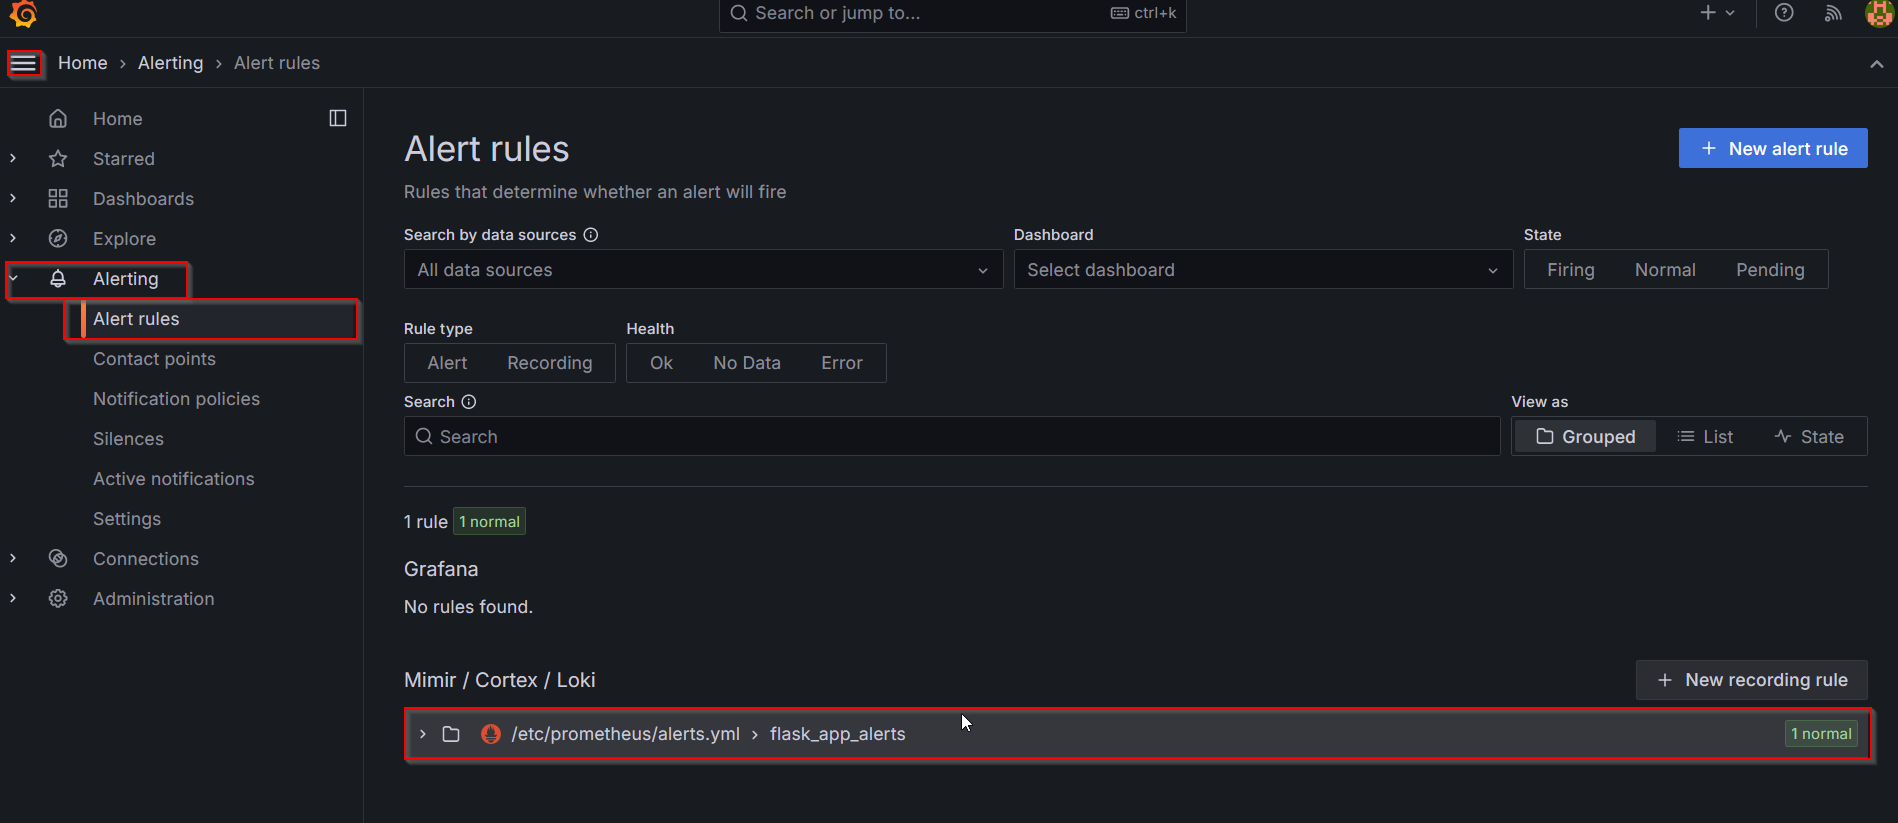 Search or jump to... ctrl+k
Home > Alerting > Alert rules
Home
Starred
Dashboards
Explore
Alerting
Alert rules
Contact points
Notification policies
Silences
Active notifications
Settings
Connections
Administration
Alert rules
+ New alert rule
Rules that determine whether an alert will fire
Search by data sources Dashboard State
All data sources Select dashboard Firing Normal Pending
Rule type Health
Alert Recording Ok No Data Error
Search View as
Search Grouped List State
1 rule 1 normal
Grafana
No rules found.
Mimir / Cortex / Loki + New recording rule
/etc/prometheus/alerts.yml > flask_app_alerts 1 normal